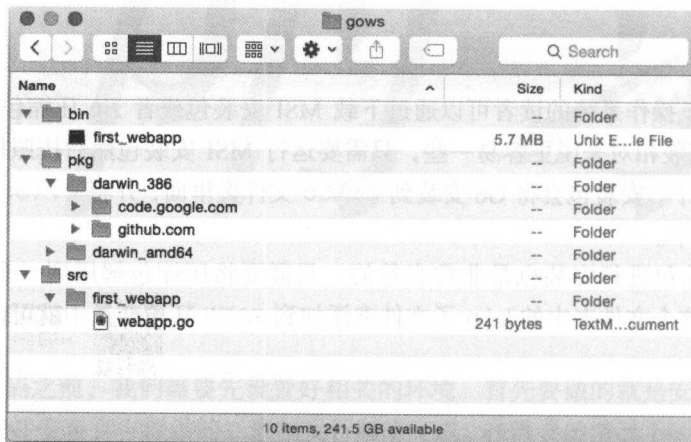 gows
Search
Name Size Kind
bin -- Folder
first_webapp 5.7 MB Unix E...le File
pkg -- Folder
darwin_386 -- Folder
code.google.com -- Folder
github.com -- Folder
darwin_amd64 -- Folder
src -- Folder
first_webapp -- Folder
webapp.go 241 bytes TextM...cument
10 items, 241.5 GB available